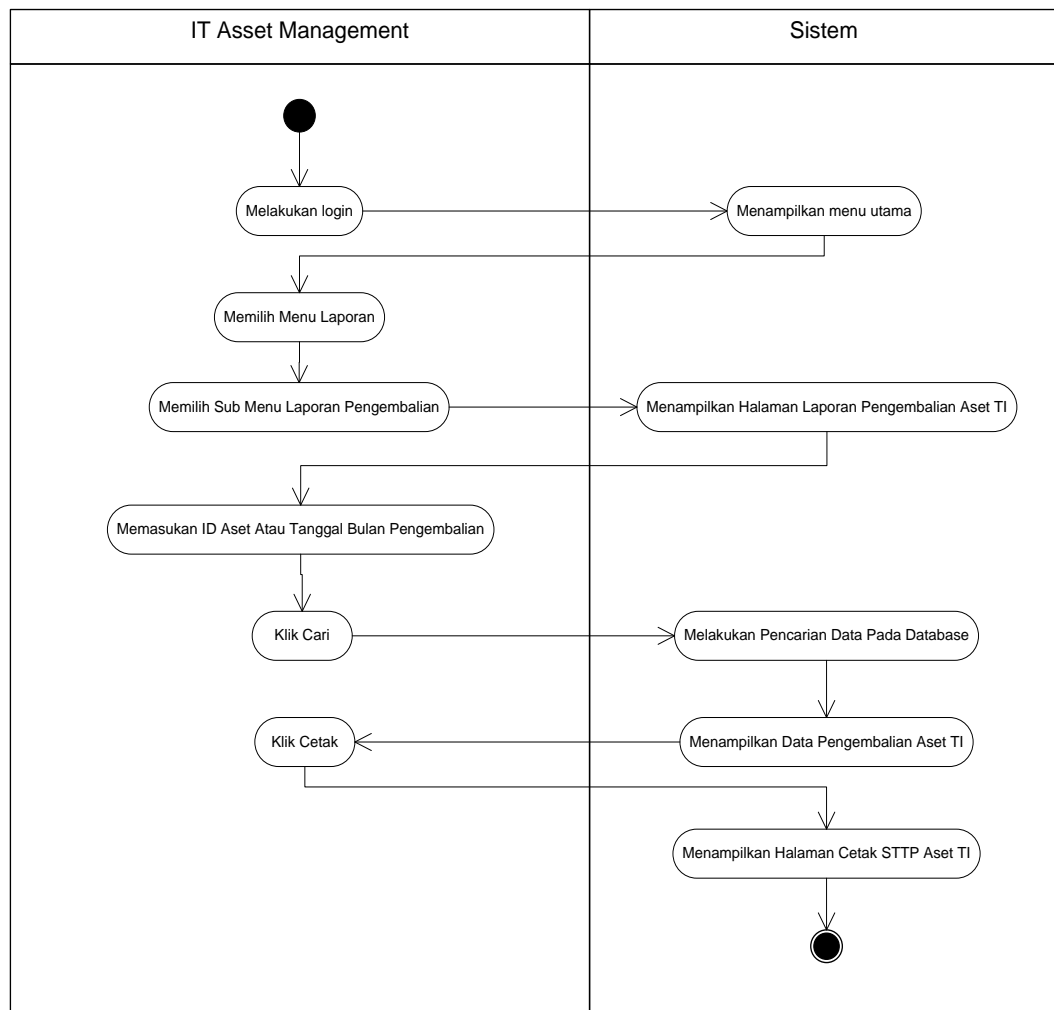 IT Asset Management
Sistem
Melakukan login
Menampilkan menu utama
Memilih Menu Laporan
Memilih Sub Menu Laporan Pengembalian
Menampilkan Halaman Laporan Pengembalian Aset TI
Memasukan ID Aset Atau Tanggal Bulan Pengembalian
Klik Cari
Melakukan Pencarian Data Pada Database
Klik Cetak
Menampilkan Data Pengembalian Aset TI
Menampilkan Halaman Cetak STTP Aset TI